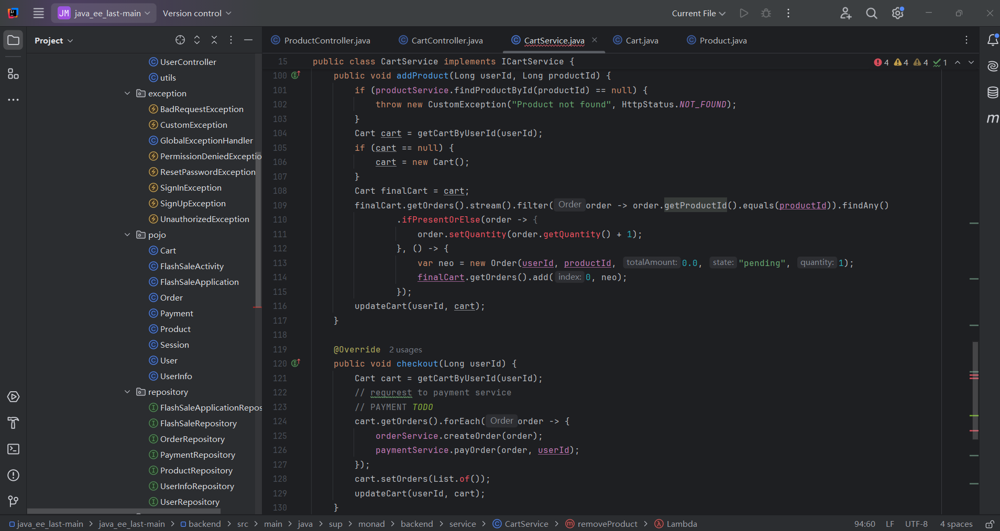 JM java_ee_last-main Version control Current File
Project
ProductController.java CartController.java CartService.java Cart.java Product.java
UserController
utils
exception
BadRequestException
CustomException
GlobalExceptionHandler
PermissionDeniedExceptio
ResetPasswordException
SignInException
SignUpException
UnauthorizedException
pojo
Cart
FlashSaleActivity
FlashSaleApplication
Order
Payment
Product
Session
User
UserInfo
repository
FlashSaleApplicationRepos
FlashSaleRepository
OrderRepository
PaymentRepository
ProductRepository
UserInfoRepository
UserRepository
15 public class CartService implements ICartService { 4 4 4 1
100 public void addProduct(Long userId, Long productId) {
101 if (productService.findProductById(productId) == null) {
102 throw new CustomException("Product not found", HttpStatus.NOT_FOUND);
103 }
104 Cart cart = getCartByUserId(userId);
105 if (cart == null) {
106 cart = new Cart();
107 }
108 Cart finalCart = cart;
109 finalCart.getOrders().stream().filter( Order order -> order.getProductId().equals(productId)).findAny()
110 .ifPresentOrElse(order -> {
111 order.setQuantity(order.getQuantity() + 1);
112 }, () -> {
113 var neo = new Order(userId, productId, totalAmount: 0.0, state: "pending", quantity: 1);
114 finalCart.getOrders().add( index: 0, neo);
115 });
116 updateCart(userId, cart);
117 }
118
119 @Override 2 usages
120 public void checkout(Long userId) {
121 Cart cart = getCartByUserId(userId);
122 // requrest to payment service
123 // PAYMENT TODO
124 cart.getOrders().forEach( Order order -> {
125 orderService.createOrder(order);
126 paymentService.payOrder(order, userId);
127 });
128 cart.setOrders(List.of());
129 updateCart(userId, cart);
130 }
java_ee_last-main > java_ee_last-main > backend > src > main > java > sup > monad > backend > service > CartService > removeProduct > Lambda 94:60 LF UTF-8 4 spaces